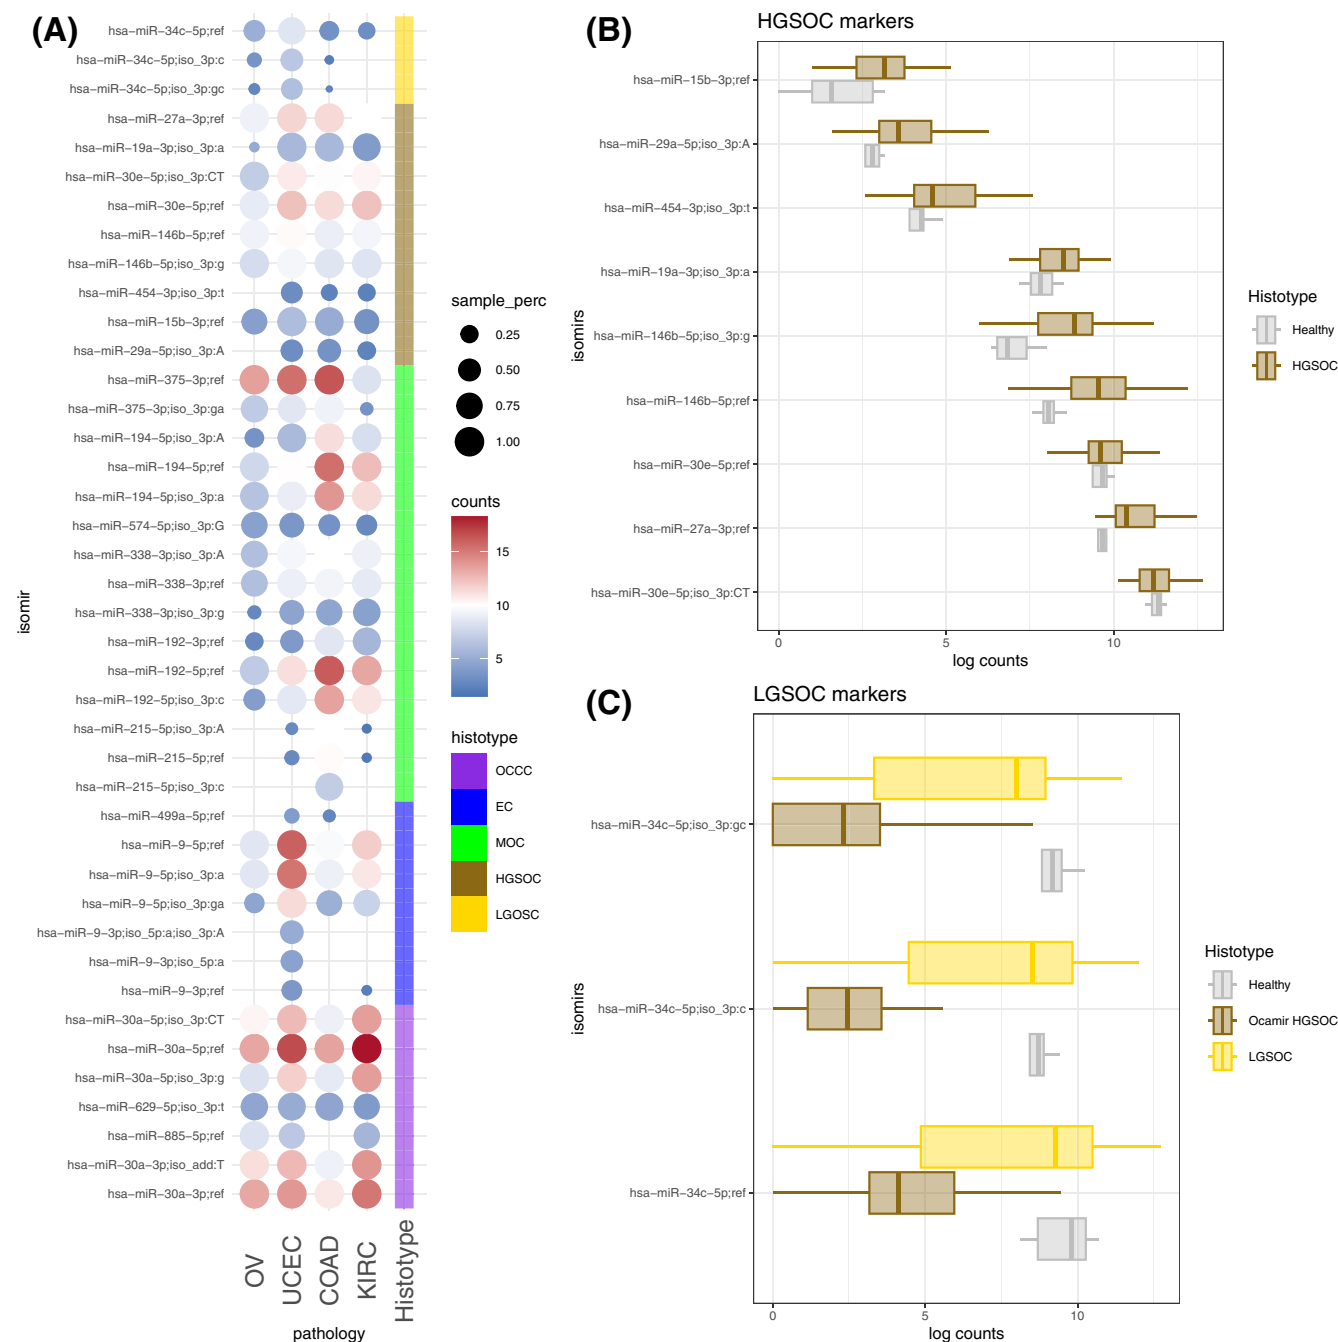 (A)
hsa−miR−34c−5p;ref
hsa−miR−34c−5p;iso_3p:c
hsa−miR−34c−5p;iso_3p:gc
hsa−miR−27a−3p;ref
hsa−miR−19a−3p;iso_3p:a
hsa−miR−30e−5p;iso_3p:CT
hsa−miR−30e−5p;ref
hsa−miR−146b−5p;ref
hsa−miR−146b−5p;iso_3p:g
hsa−miR−454−3p;iso_3p:t
hsa−miR−15b−3p;ref
hsa−miR−29a−5p;iso_3p:A
hsa−miR−375−3p;ref
hsa−miR−375−3p;iso_3p:ga
hsa−miR−194−5p;iso_3p:A
hsa−miR−194−5p;ref
hsa−miR−194−5p;iso_3p:a
hsa−miR−574−5p;iso_3p:G
hsa−miR−338−3p;iso_3p:A
hsa−miR−338−3p;ref
hsa−miR−338−3p;iso_3p:g
hsa−miR−192−3p;ref
hsa−miR−192−5p;ref
hsa−miR−192−5p;iso_3p:c
hsa−miR−215−5p;iso_3p:A
hsa−miR−215−5p;ref
hsa−miR−215−5p;iso_3p:c
hsa−miR−499a−5p;ref
hsa−miR−9−5p;ref
hsa−miR−9−5p;iso_3p:a
hsa−miR−9−5p;iso_3p:ga
hsa−miR−9−3p;iso_5p:a;iso_3p:A
hsa−miR−9−3p;iso_5p:a
hsa−miR−9−3p;ref
hsa−miR−30a−5p;iso_3p:CT
hsa−miR−30a−5p;ref
hsa−miR−30a−5p;iso_3p:g
hsa−miR−629−5p;iso_3p:t
hsa−miR−885−5p;ref
hsa−miR−30a−3p;iso_add:T
hsa−miR−30a−3p;ref
isomir
OV
UCEC
COAD
KIRC
Histotype
pathology
sample_perc
0.25
0.50
0.75
1.00
counts
15
10
5
histotype
OCCC
EC
MOC
HGSOC
LGOSC
(B)
HGSOC markers
hsa−miR−15b−3p;ref
hsa−miR−29a−5p;iso_3p:A
hsa−miR−454−3p;iso_3p:t
hsa−miR−19a−3p;iso_3p:a
hsa−miR−146b−5p;iso_3p:g
hsa−miR−146b−5p;ref
hsa−miR−30e−5p;ref
hsa−miR−27a−3p;ref
hsa−miR−30e−5p;iso_3p:CT
isomirs
0
5
10
log counts
Histotype
Healthy
HGSOC
(C)
LGSOC markers
hsa−miR−34c−5p;iso_3p:gc
hsa−miR−34c−5p;iso_3p:c
hsa−miR−34c−5p;ref
isomirs
0
5
10
log counts
Histotype
Healthy
Ocamir HGSOC
LGSOC